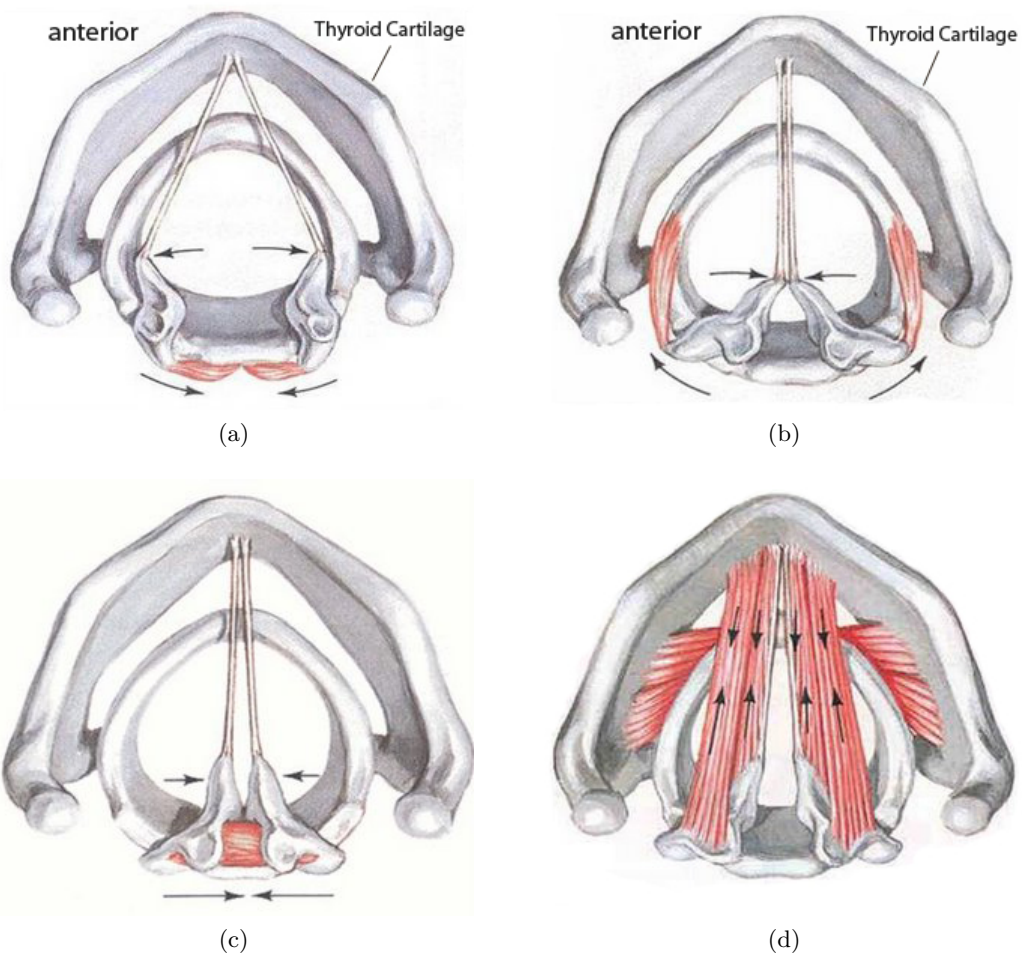 anterior
Thyroid Cartilage
anterior
Thyroid Cartilage
(a)
(b)
(c)
(d)